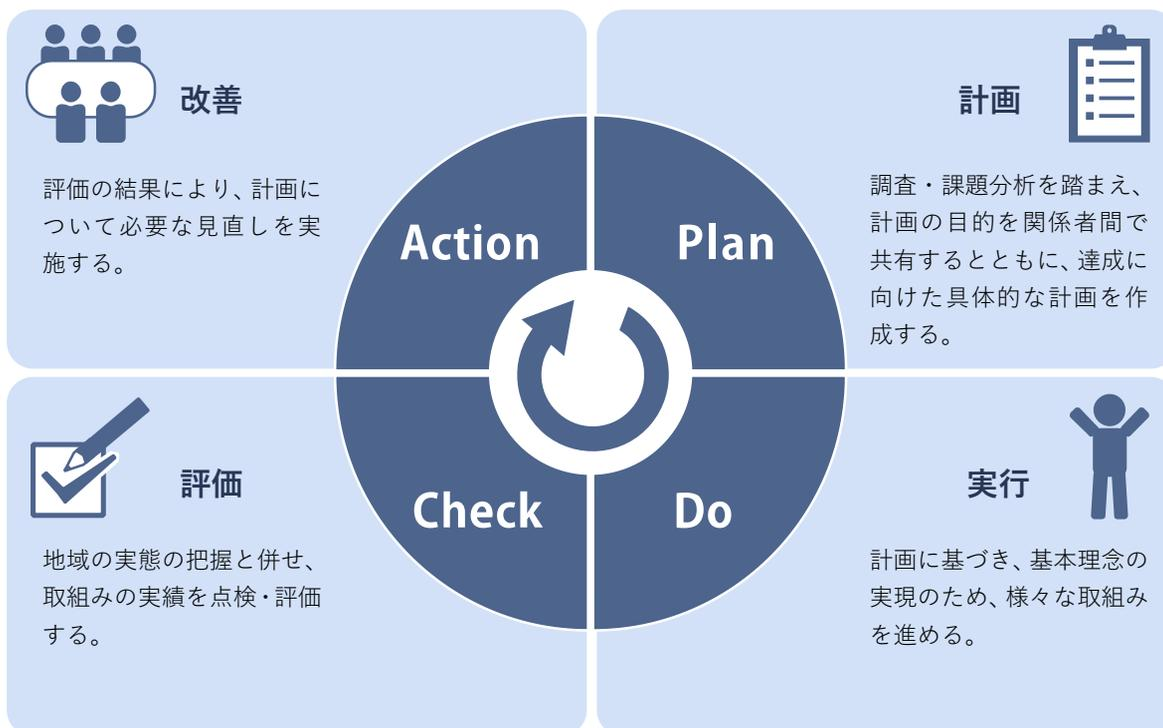 改善
評価の結果により、計画に
ついて必要な見直しを実
施する。
計画
調査・課題分析を踏まえ、
計画の目的を関係者間で
共有するとともに、達成に
向けた具体的な計画を作
成する。
Action
Plan
Check
Do
評価
地域の実態の把握と併せ、
取組みの実績を点検・評価
する。
実行
計画に基づき、基本理念の
実現のため、様々な取組み
を進める。